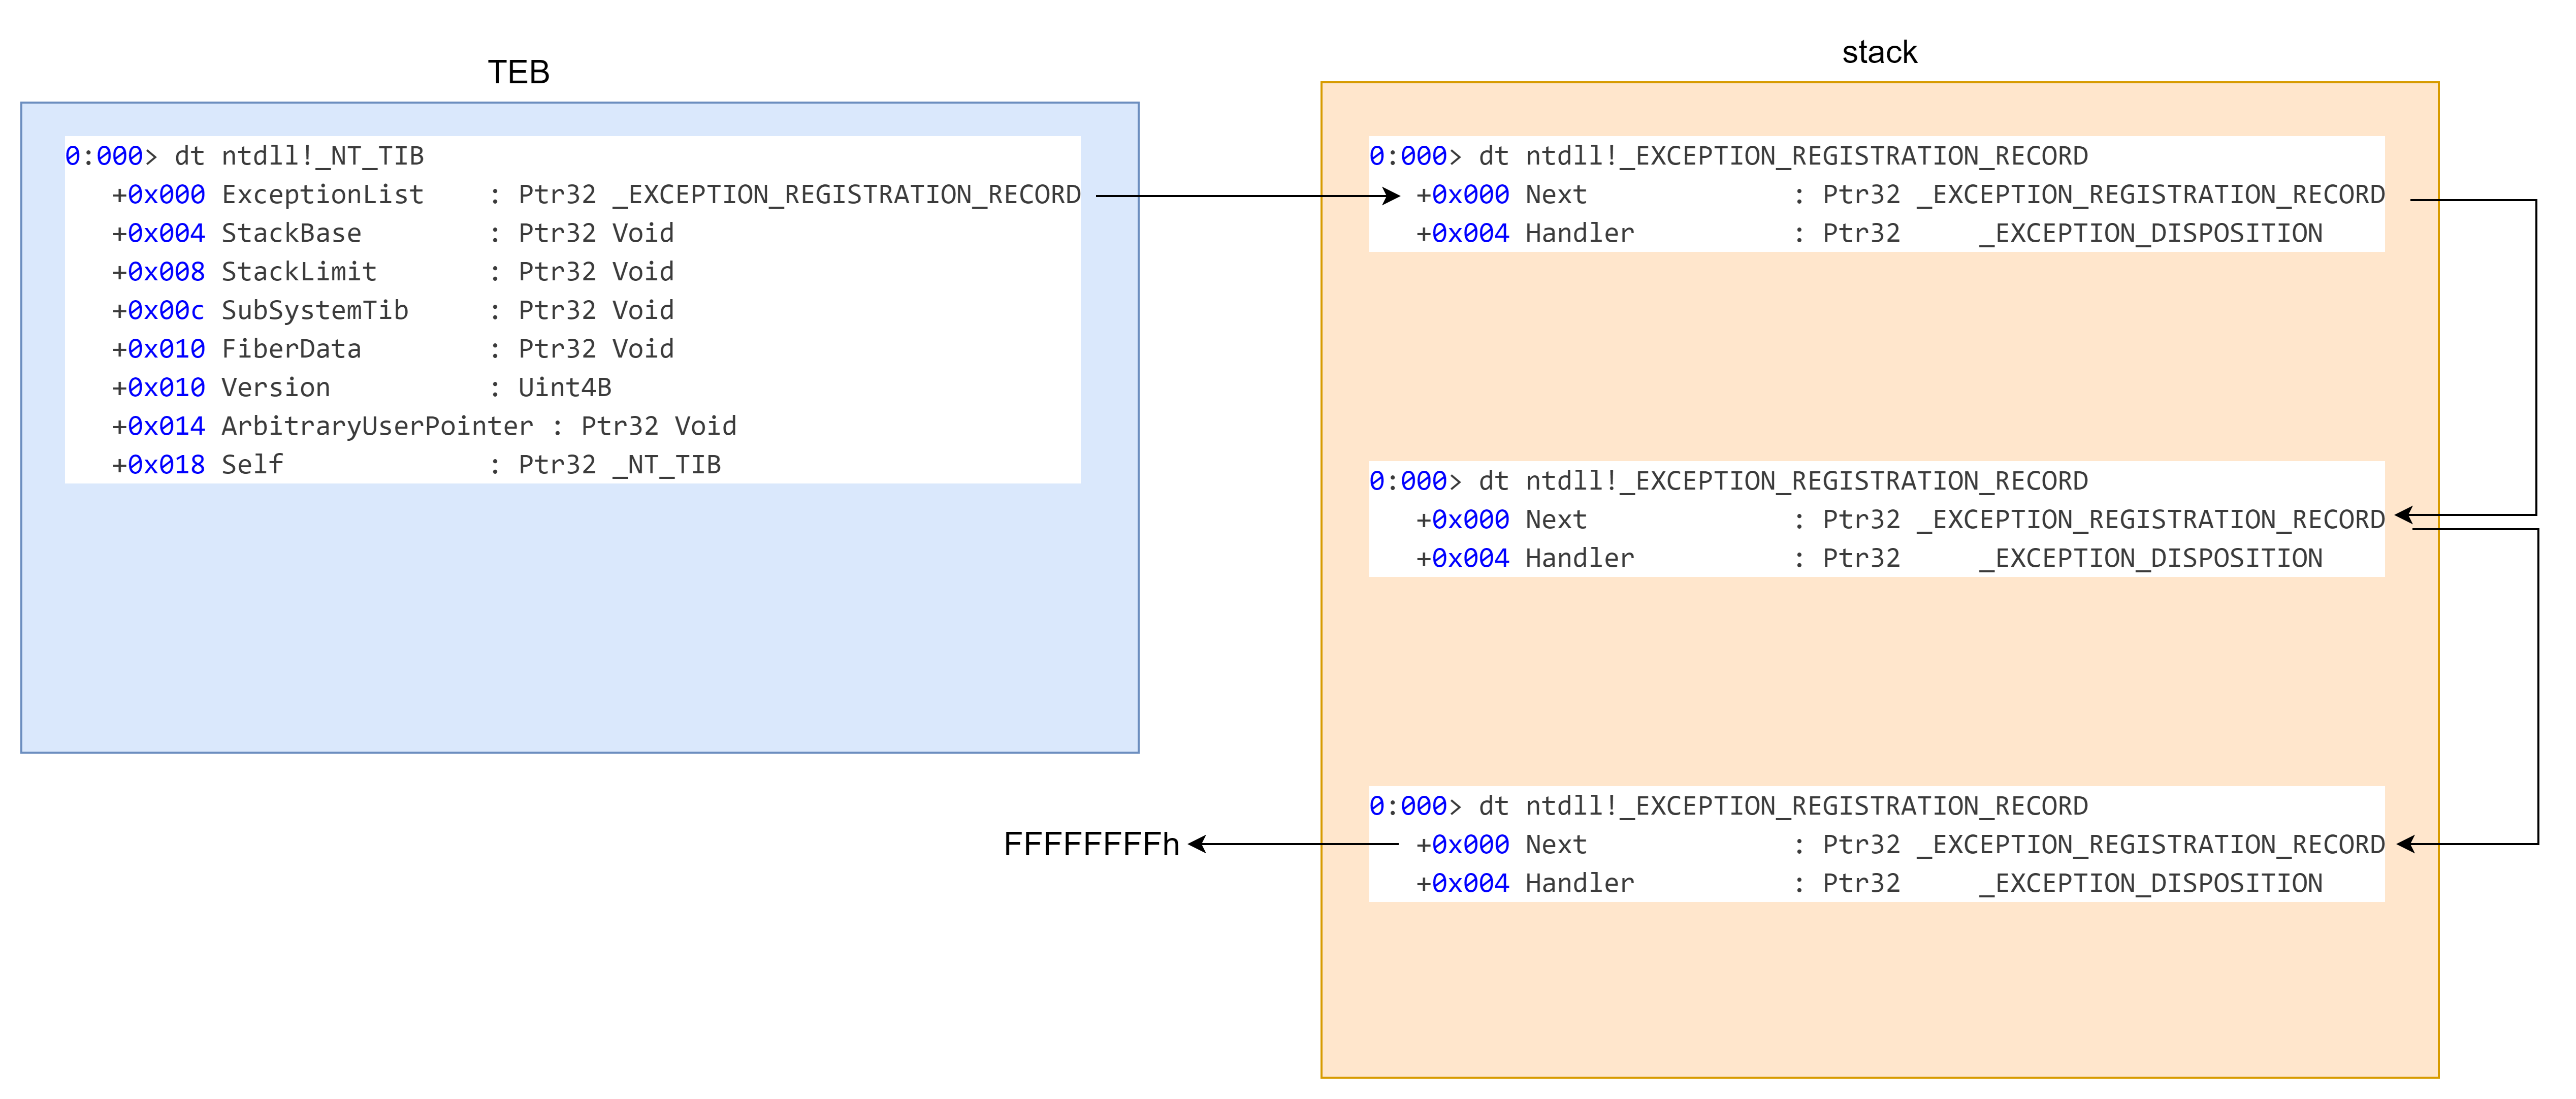 TEB
0:000> dt ntdll!_NT_TIB
+0x000 ExceptionList : Ptr32 _EXCEPTION_REGISTRATION_RECORD
+0x004 StackBase : Ptr32 Void
+0x008 StackLimit : Ptr32 Void
+0x00c SubSystemTib : Ptr32 Void
+0x010 FiberData : Ptr32 Void
+0x010 Version : Uint4B
+0x014 ArbitraryUserPointer : Ptr32 Void
+0x018 Self : Ptr32 _NT_TIB
stack
0:000> dt ntdll!_EXCEPTION_REGISTRATION_RECORD
+0x000 Next : Ptr32 _EXCEPTION_REGISTRATION_RECORD
+0x004 Handler : Ptr32 _EXCEPTION_DISPOSITION
0:000> dt ntdll!_EXCEPTION_REGISTRATION_RECORD
+0x000 Next : Ptr32 _EXCEPTION_REGISTRATION_RECORD
+0x004 Handler : Ptr32 _EXCEPTION_DISPOSITION
0:000> dt ntdll!_EXCEPTION_REGISTRATION_RECORD
+0x000 Next : Ptr32 _EXCEPTION_REGISTRATION_RECORD
+0x004 Handler : Ptr32 _EXCEPTION_DISPOSITION
FFFFFFFFh